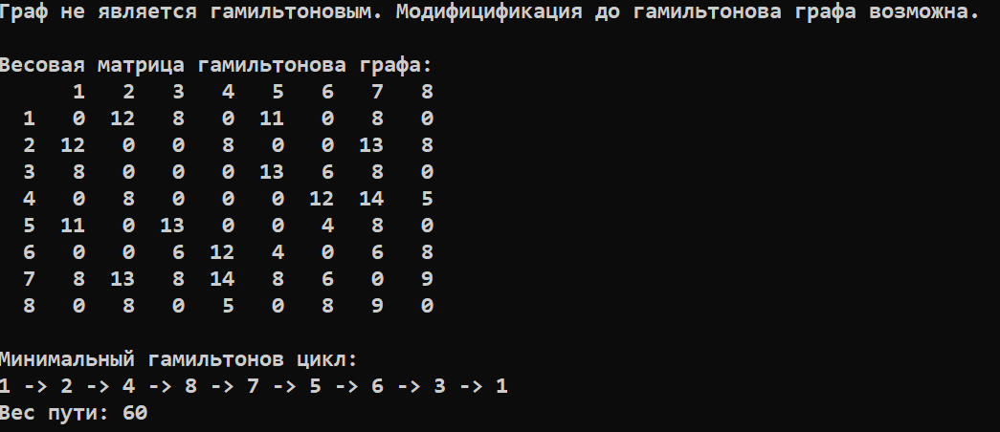 Граф не является гамильтоновым. Модифицификация до гамильтонова графа возможна.
Весовая матрица гамильтонова графа:
1 2 3 4 5 6 7 8
1 0 12 8 0 11 0 8 0
2 12 0 0 8 0 0 13 8
3 8 0 0 0 13 6 8 0
4 0 8 0 0 0 12 14 5
5 11 0 13 0 0 4 8 0
6 0 0 6 12 4 0 6 8
7 8 13 8 14 8 6 0 9
8 0 8 0 5 0 8 9 0
Минимальный гамильтонов цикл:
1 -> 2 -> 4 -> 8 -> 7 -> 5 -> 6 -> 3 -> 1
Вес пути: 60